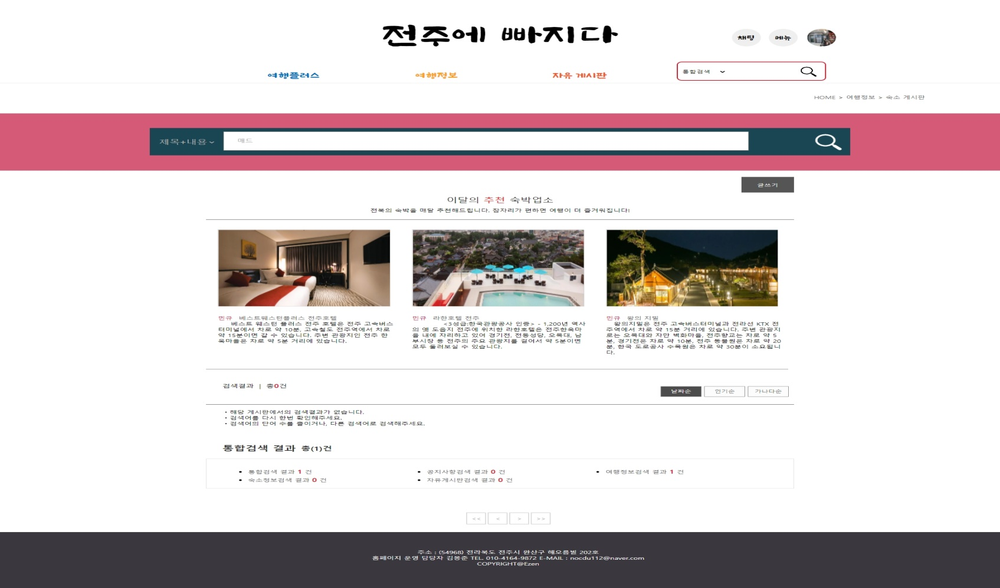 전주에 빠지다
채팅
메뉴
여행플러스
여행정보
자유 게시판
통합검색
HOME > 여행정보 > 숙소 게시판
제목+내용
매드
글쓰기
이달의 추천 숙박업소
전북의 숙박을 매달 추천해드립니다. 잠자리가 편하면 여행이 더 즐거워집니다!
민규 베스트웨스턴플러스 전주호텔
베스트 웨스턴 플러스 전주 호텔은 전주 고속버스
터미널에서 차로 약 10분, 고속철도 전주역에서 차로
약 15분이면 갈 수 있습니다. 주변 관광지인 전주 한
옥마을은 차로 약 5분 거리에 있습니다.
민규 라한호텔 전주
<3성급:한국관광공사 인증> - 1,200년 역사
의 옛 도읍지 전주에 위치한 라한호텔은 전주한옥마
을 내에 자리하고 있어 경기전, 전동성당, 오목대, 남
부시장 등 전주의 주요 관광지를 걸어서 약 5분이면
모두 둘러보실 수 있습니다.
민규 왕의 지밀
왕의지밀은 전주 고속버스터미널과 전라선 KTX 전
주역에서 차로 약 15분 거리에 있습니다. 주변 관광지
로는 오목대와 자만 벽화마을, 전주향교는 차로 약 5
분, 경기전은 차로 약 10분, 전주 동물원은 차로 약 20
분, 한국 도로공사 수목원은 차로 약 30분이 소요됩니
다.
검색결과 | 총0건
날짜순
인기순
가나다순
・해당 게시판에서의 검색결과가 없습니다.
・검색어를 다시 한번 확인해주세요.
・검색어의 단어 수를 줄이거나, 다른 검색어로 검색해주세요.
통합검색 결과 총(1)건
• 통합검색 결과 1 건
• 공지사항검색 결과 0 건
• 여행정보검색 결과 1 건
• 숙소정보검색 결과 0 건
• 자유게시판검색 결과 0 건
<< < > >>
주소 : (54968) 전라북도 전주시 완산구 해오름빌 202호
홈페이지 운영 담당자 김봉준 TEL. 010-4164-9872 E-MAIL : nocdu112@naver.com
COPYRIGHT@Ezen